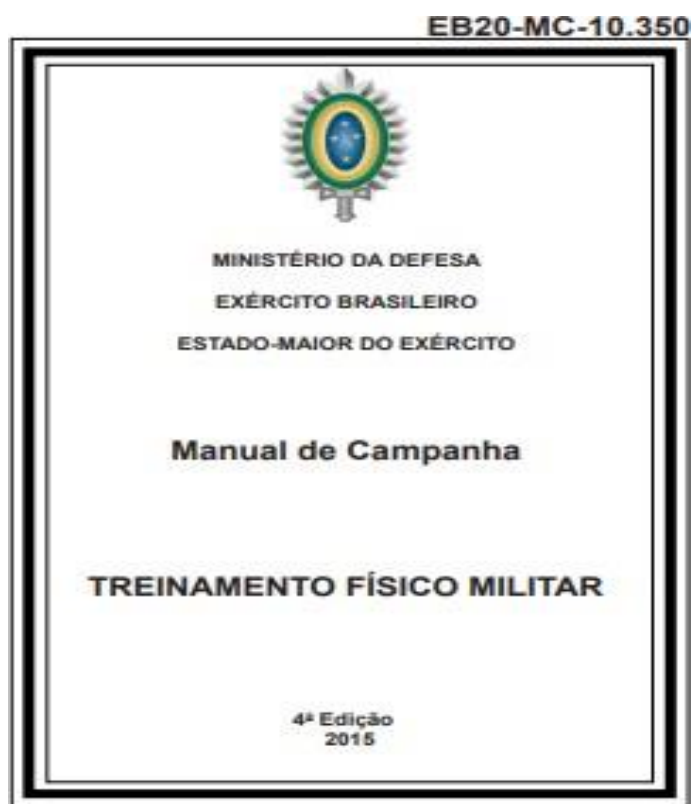 EB20-MC-10.350
MINISTÉRIO DA DEFESA
EXÉRCITO BRASILEIRO
ESTADO-MAIOR DO EXÉRCITO
Manual de Campanha
TREINAMENTO FÍSICO MILITAR
4ª Edição
2015